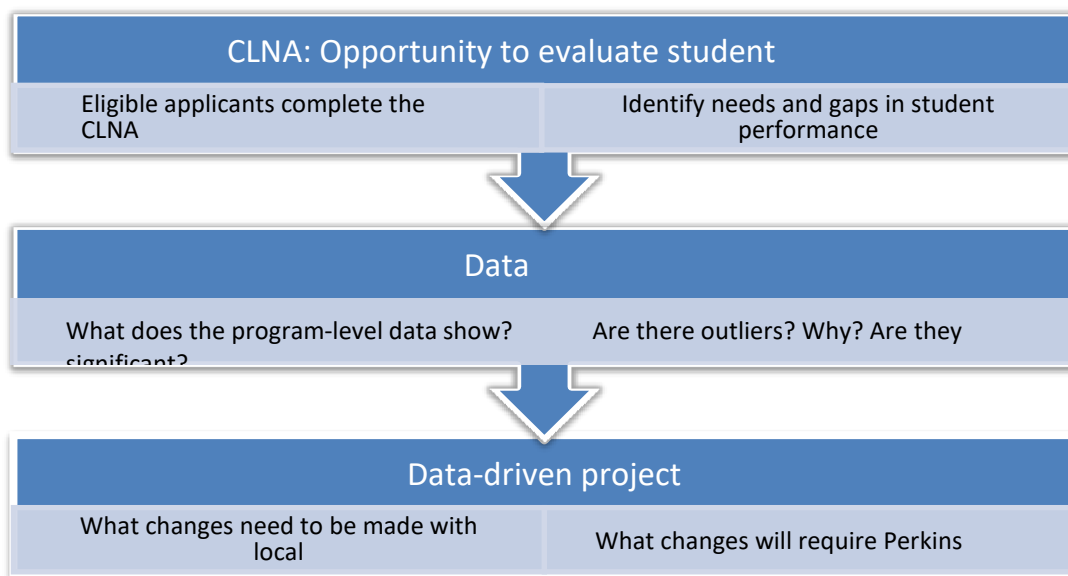 CLNA: Opportunity to evaluate student
Eligible applicants complete the
CLNA
Identify needs and gaps in student
performance
Data
What does the program-level data show? Are there outliers? Why? Are they
significant?
Data-driven project
What changes need to be made with
local
What changes will require Perkins